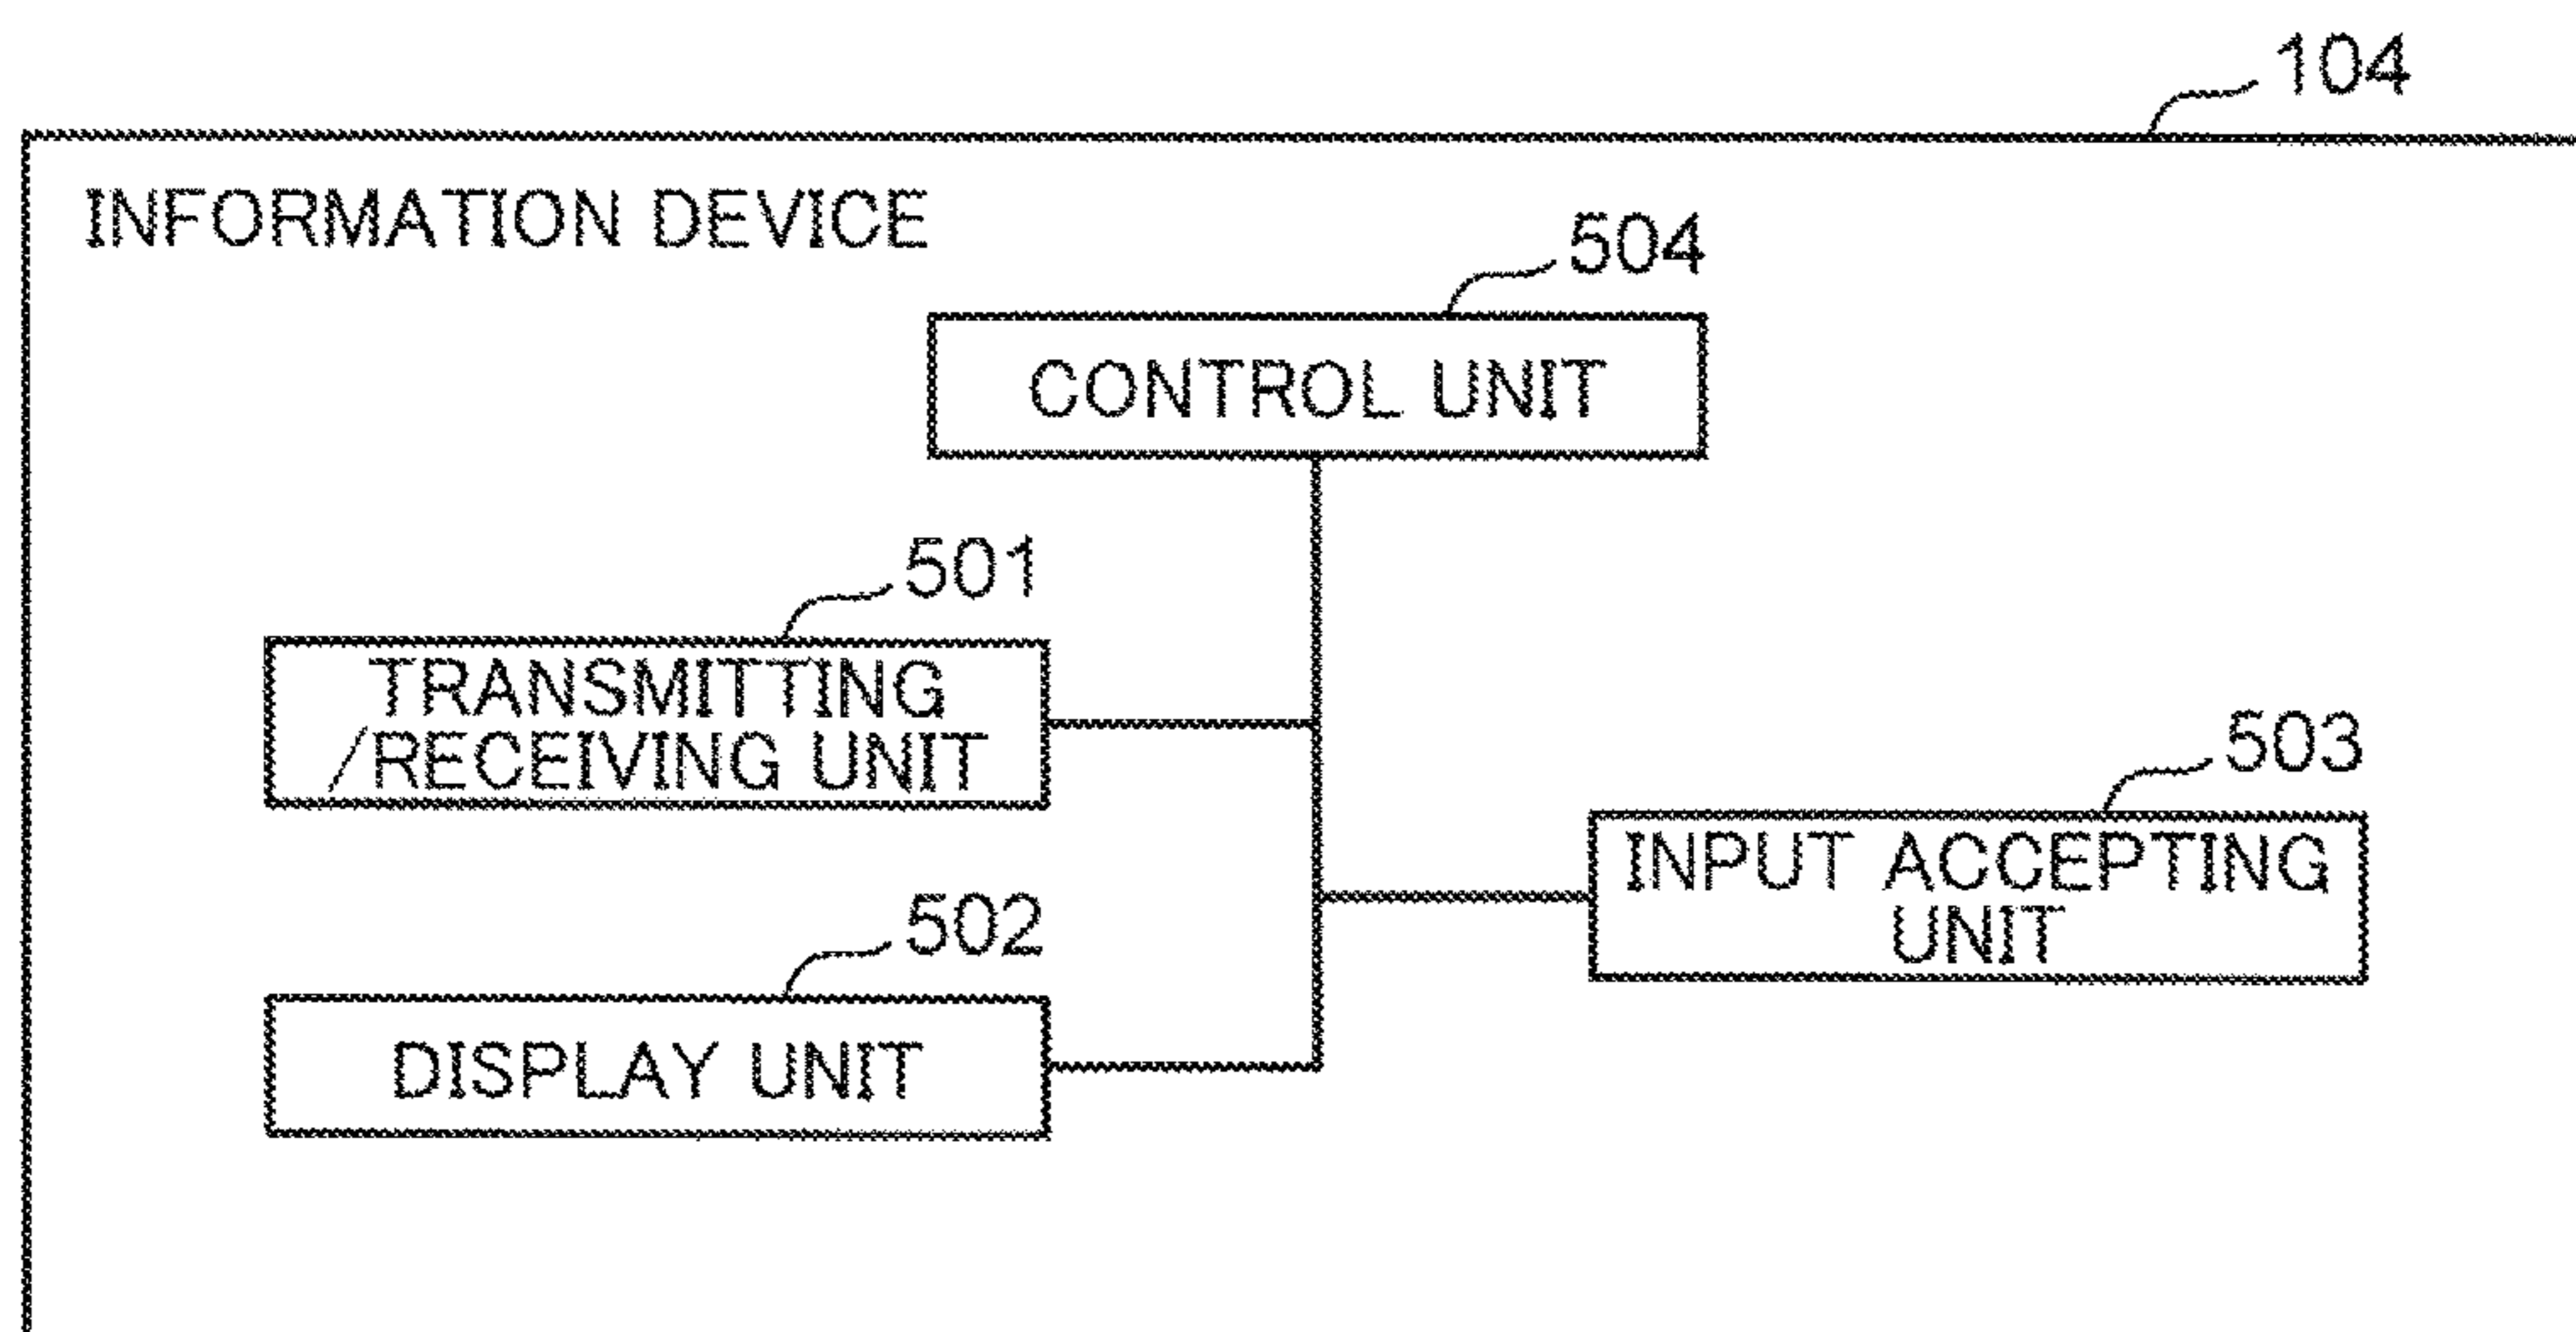 104
INFORMATION DEVICE
504
CONTROL UNIT
501
TRANSMITTING
/RECEIVING UNIT
503
INPUT ACCEPTING
UNIT
502
DISPLAY UNIT